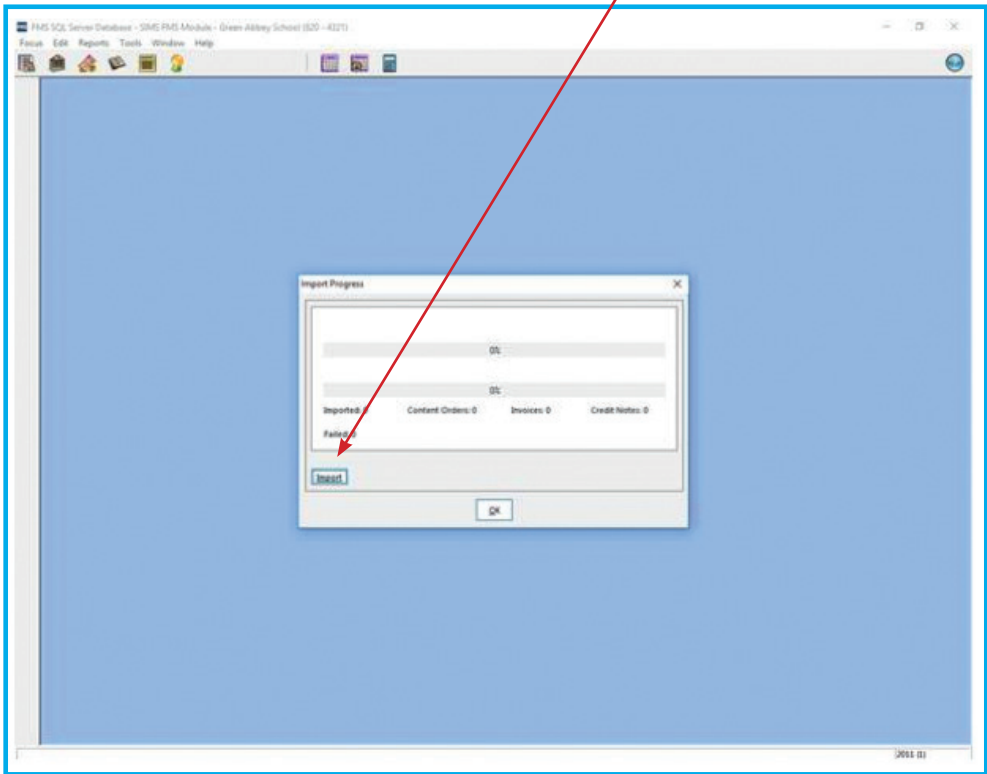 FMS SQL Server Database - SIMS FMS Module - Green Abbey School (820 - 4321)
Focus Edit Reports Tools Window Help
Import Progress
0%
0%
Imported: 0 Content Orders: 0 Invoices: 0 Credit Notes: 0
Failed: 0
Import
OK
2011 (1)